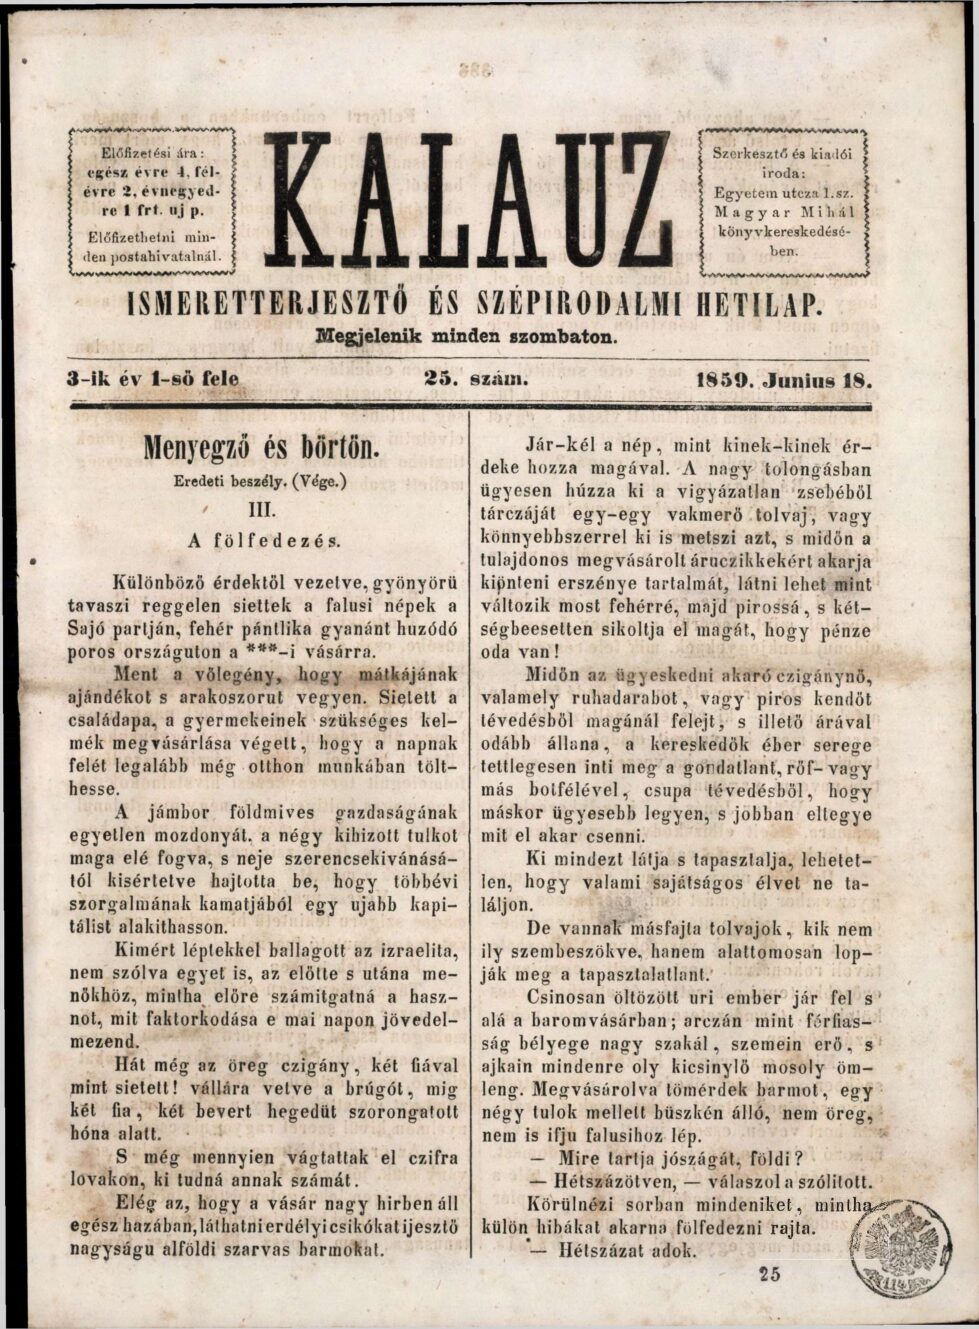 Előfizetési ára:
egész évre 4, fél-
évre 2, évnegyed-
re 1 frt. uj p.
Előfizethetni min-
den postahivatalnál.
KALAUZ
Szerkesztő és kiadói
iroda:
Egyetem utcza 1. sz.
Magyar Mihál
könyvkereskedésé-
ben.
ISMERETTERJESZTŐ ÉS SZÉPIRODALMI HETILAP.
Megjelenik minden szombaton.
3-ik év 1-ső fele
25. szám.
1859. Junius 18.
Menyegző és börtön.
Eredeti beszély. (Vége.)
III.
A fölfedezés.
Különböző érdektől vezetve, gyönyörü
tavaszi reggelen siettek a falusi népek a
Sajó partján, fehér pántlika gyanánt huzódó
poros országuton a ***-i vásárra.
Ment a vőlegény, hogy mátkájának
ajándékot s arakoszorut vegyen. Sietett a
családapa, a gyermekeinek szükséges kel-
mék megvásárlása végett, hogy a napnak
felét legalább még otthon munkában tölt-
hesse.
A jámbor földmives gazdaságának
egyetlen mozdonyát, a négy kihizott tulkot
maga elé fogva, s neje szerencsekivánásá-
tól kisértetve hajtotta be, hogy többévi
szorgalmának kamatjából egy ujabb kapi-
tálist alakithasson.
Kimért léptekkel ballagott az izraelita,
nem szólva egyet is, az előtte s utána me-
nőkhöz, mintha előre számitgatná a hasz-
not, mit faktorkodása e mai napon jövedel-
mezend.
Hát még az öreg czigány, két fiával
mint sietett! vállára vetve a brúgót, mig
két fia, két bevert hegedüt szorongatott
hóna alatt.
S még mennyien vágtattak el czifra
lovakon, ki tudná annak számát.
Elég az, hogy a vásár nagy hirben áll
egész hazában, láthatni erdélyi csikókat ijesztő
nagyságu alföldi szarvas barmokat.
Jár-kél a nép, mint kinek-kinek ér-
deke hozza magával. A nagy tolongásban
ügyesen húzza ki a vigyázatlan zsebéből
tárczáját egy-egy vakmerő tolvaj, vagy
könnyebbszerrel ki is metszi azt, s midőn a
tulajdonos megvásárolt áruczikkekért akarja
kipnteni erszénye tartalmát, látni lehet mint
változik most fehérré, majd pirossá, s két-
ségbeesetten sikoltja el magát, hogy pénze
oda van!
Midőn az ügyeskedni akaró czigánynő,
valamely ruhadarabot, vagy piros kendőt
tévedésből magánál felejt, s illető árával
odább állana, a kereskedők éber serege
tettlegesen inti meg a gondatlant, rőf- vagy
más botfélével, csupa tévedésből, hogy
máskor ügyesebb legyen, s jobban eltegye
mit el akar csenni.
Ki mindezt látja s tapasztalja, lehetet-
len, hogy valami sajátságos élvet ne ta-
láljon.
De vannak másfajta tolvajok, kik nem
ily szembeszökve, hanem alattomosan lop-
ják meg a tapasztalatlant.
Csinosan öltözött uri ember jár fel s
alá a baromvásárban; arczán mint férfias-
ság bélyege nagy szakál, szemein erő, s
ajkain mindenre oly kicsinylő mosoly öm-
leng. Megvásárolva tömérdek barmot, egy
négy tulok mellett büszkén álló, nem öreg,
nem is ifju falusihoz lép.
— Mire tartja jószágát, földi?
— Hétszázötven, — válaszol a szólitott.
Körülnézi sorban mindeniket, mintha
külön hibákat akarna fölfedezni rajta.
— Hétszázat adok.
25